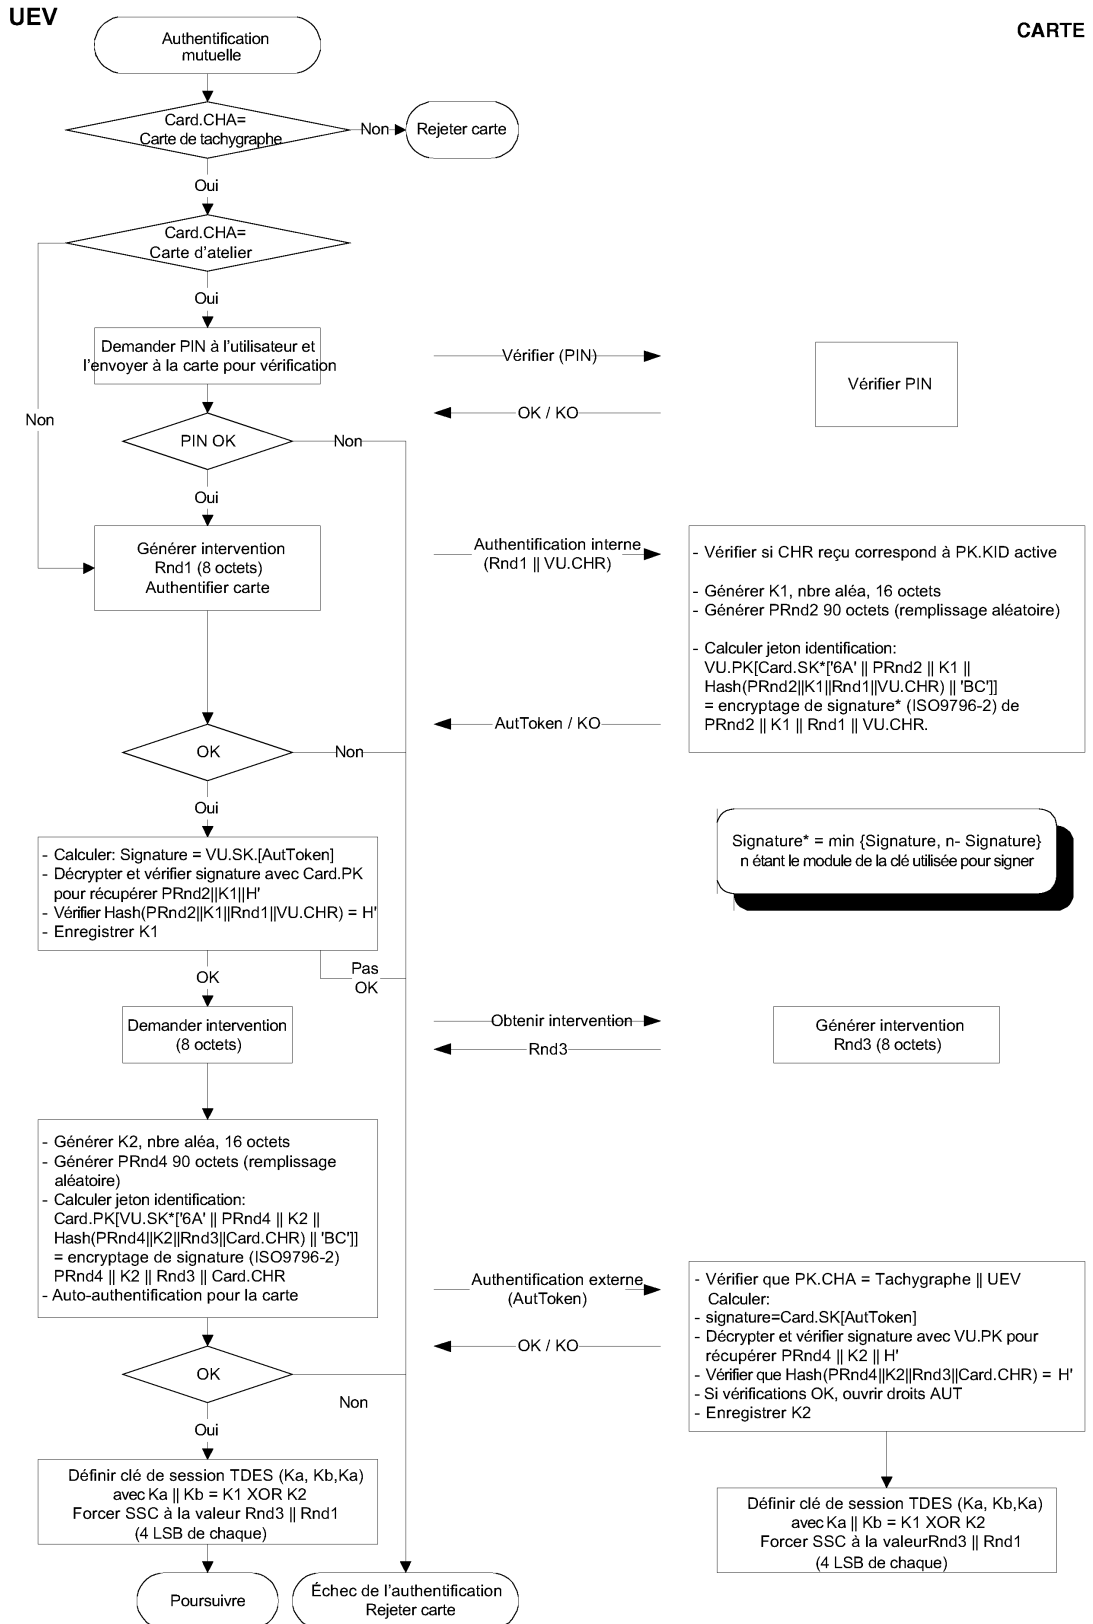 UEV
CARTE
Authentification
mutuelle
Card.CHA=
Carte de tachygraphe
Non
Rejeter carte
Oui
Card.CHA=
Carte d'atelier
Oui
Demander PIN à l'utilisateur et
l'envoyer à la carte pour vérification
Vérifier (PIN)
Vérifier PIN
OK / KO
Non
PIN OK
Non
Oui
Générer intervention
Rnd1 (8 octets)
Authentifier carte
Authentification interne
(Rnd1 || VU.CHR)
- Vérifier si CHR reçu correspond à PK.KID active
- Générer K1, nbre aléa, 16 octets
- Générer PRnd2 90 octets (remplissage aléatoire)
- Calculer jeton identification:
VU.PK[Card.SK*['6A' || PRnd2 || K1 ||
Hash(PRnd2||K1||Rnd1||VU.CHR) || 'BC']]
= encryptage de signature* (ISO9796-2) de
PRnd2 || K1 || Rnd1 || VU.CHR.
AutToken / KO
OK
Non
Oui
Signature* = min {Signature, n- Signature}
n étant le module de la clé utilisée pour signer
- Calculer: Signature = VU.SK.[AutToken]
- Décrypter et vérifier signature avec Card.PK
pour récupérer PRnd2||K1||H'
- Vérifier Hash(PRnd2||K1||Rnd1||VU.CHR) = H'
- Enregistrer K1
OK
Pas
OK
Demander intervention
(8 octets)
Obtenir intervention
Rnd3
Générer intervention
Rnd3 (8 octets)
- Générer K2, nbre aléa, 16 octets
- Générer PRnd4 90 octets (remplissage
aléatoire)
- Calculer jeton identification:
Card.PK[VU.SK*['6A' || PRnd4 || K2 ||
Hash(PRnd4||K2||Rnd3||Card.CHR) || 'BC']]
= encryptage de signature (ISO9796-2)
PRnd4 || K2 || Rnd3 || Card.CHR
- Auto-authentification pour la carte
Authentification externe
(AutToken)
OK / KO
- Vérifier que PK.CHA = Tachygraphe || UEV
Calculer:
- signature=Card.SK[AutToken]
- Décrypter et vérifier signature avec VU.PK pour
récupérer PRnd4 || K2 || H'
- Vérifier que Hash(PRnd4||K2||Rnd3||Card.CHR) = H'
- Si vérifications OK, ouvrir droits AUT
- Enregistrer K2
OK
Non
Oui
Définir clé de session TDES (Ka, Kb,Ka)
avec Ka || Kb = K1 XOR K2
Forcer SSC à la valeur Rnd3 || Rnd1
(4 LSB de chaque)
Définir clé de session TDES (Ka, Kb,Ka)
avec Ka || Kb = K1 XOR K2
Forcer SSC à la valeurRnd3 || Rnd1
(4 LSB de chaque)
Poursuivre
Échec de l'authentification
Rejeter carte